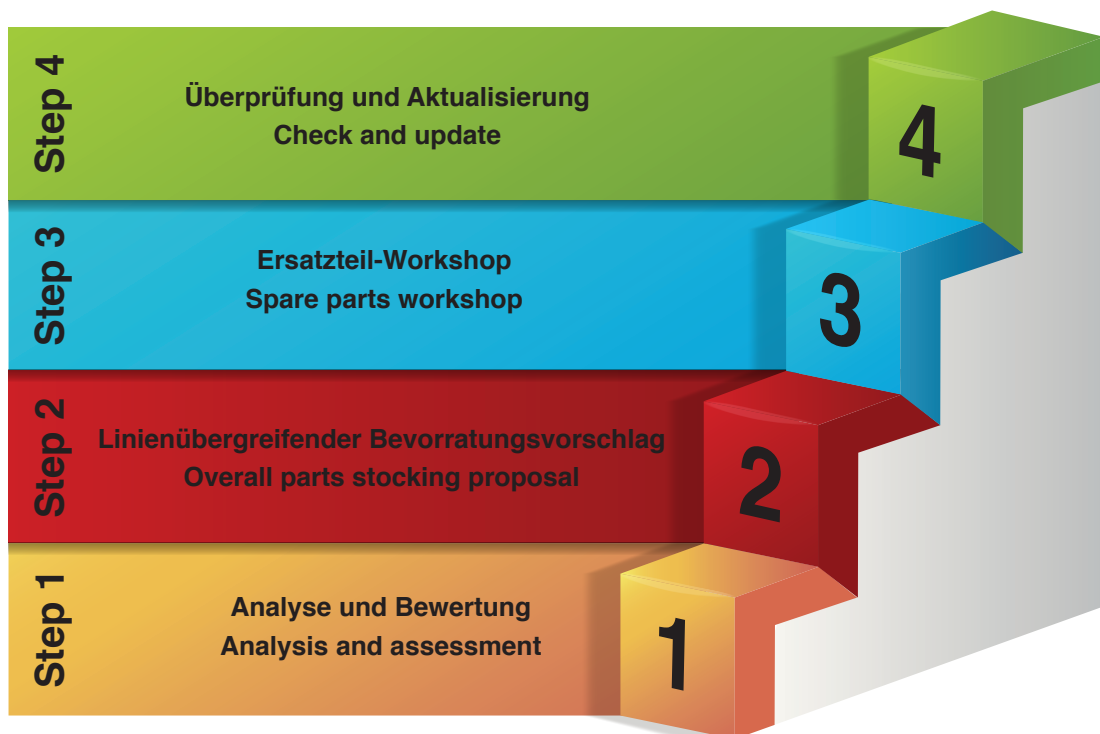 Step 4
Überprüfung und Aktualisierung
Check and update
4
Step 3
Ersatzteil-Workshop
Spare parts workshop
3
Step 2
Linienübergreifender Bevorratungsvorschlag
Overall parts stocking proposal
2
Step 1
Analyse und Bewertung
Analysis and assessment
1